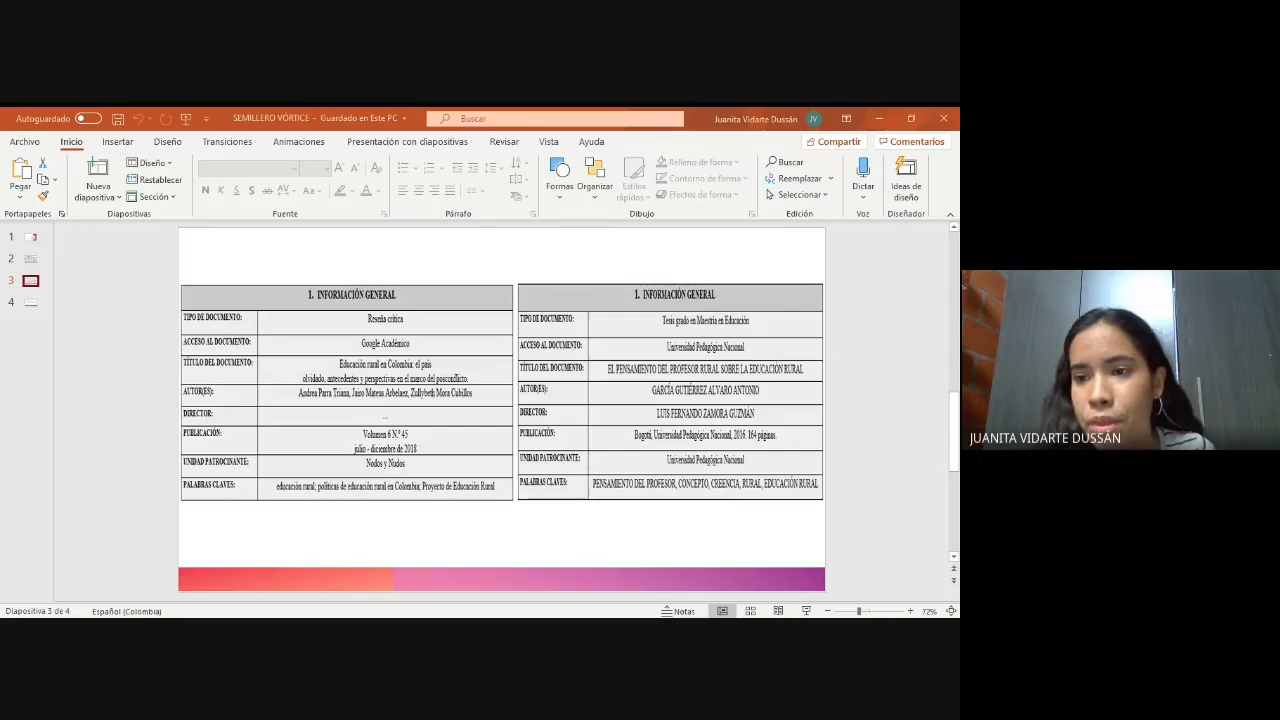 Autoguardado
SEMILLERO VÓRTICE - Guardado en Este PC
Buscar
Juanita Vidarte Dussán
JV
Archivo Inicio Insertar Diseño Transiciones Animaciones Presentación con diapositivas Revisar Vista Ayuda
Compartir Comentarios
Pegar
Nueva diapositiva
Diseño
Restablecer
Sección
N K S ab AV Aa A
Formas
Organizar
Estilos rápidos
Relleno de forma
Contorno de forma
Efectos de forma
Buscar
Reemplazar
Seleccionar
Dictar
Ideas de diseño
Portapapeles Diapositivas Fuente Párrafo Dibujo Edición Voz Diseñador
1
2
3
4
1. INFORMACIÓN GENERAL
TIPO DE DOCUMENTO: Reseña crítica
ACCESO AL DOCUMENTO: Google Académico
TÍTULO DEL DOCUMENTO: Educación rural en Colombia: el país
olvidado, antecedentes y perspectivas en el marco del posconflicto.
AUTOR(ES): Andrea Parra Triana, Jairo Mateus Arbeláez, Zullybeth Mora Cubillos
DIRECTOR: ...
PUBLICACIÓN: Volumen 6 N.º 45
julio - diciembre de 2018
UNIDAD PATROCINANTE: Nodos y Nudos
PALABRAS CLAVES: educación rural; políticas de educación rural en Colombia; Proyecto de Educación Rural
1. INFORMACIÓN GENERAL
TIPO DE DOCUMENTO: Tesis grado en Maestría en Educación
ACCESO AL DOCUMENTO: Universidad Pedagógica Nacional
TÍTULO DEL DOCUMENTO: EL PENSAMIENTO DEL PROFESOR RURAL SOBRE LA EDUCACIÓN RURAL
AUTOR(ES): GARCÍA GUTIÉRREZ ALVARO ANTONIO
DIRECTOR: LUIS FERNANDO ZAMORA GUZMÁN
PUBLICACIÓN: Bogotá, Universidad Pedagógica Nacional, 2016. 164 páginas.
UNIDAD PATROCINANTE: Universidad Pedagógica Nacional
PALABRAS CLAVES: PENSAMIENTO DEL PROFESOR, CONCEPTO, CREENCIA, RURAL, EDUCACIÓN RURAL
JUANITA VIDARTE DUSSÁN
Diapositiva 3 de 4 Español (Colombia)
Notas
72%